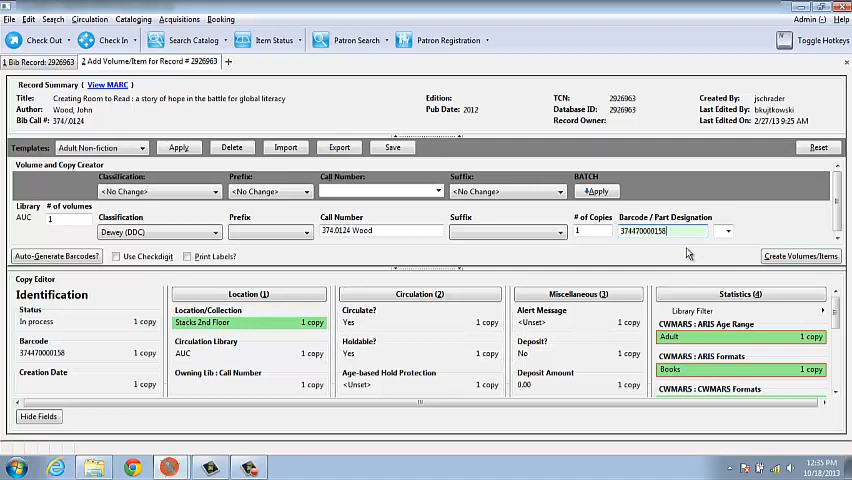 File Edit Search Circulation Cataloging Acquisitions Booking Admin (-) Help
Check Out Check In Search Catalog Item Status Patron Search Patron Registration Toggle Hotkeys
1 Bib Record: 2926963 2 Add Volume/Item for Record # 2926963
Record Summary ( View MARC )
Title: Creating Room to Read : a story of hope in the battle for global literacy Edition: TCN: 2926963 Created By: jschrader
Author: Wood, John Pub Date: 2012 Database ID: 2926963 Last Edited By: bkujtkowski
Bib Call #: 374/.0124 Record Owner: Last Edited On: 2/27/13 9:25 AM
Templates: Adult Non-fiction Apply Delete Import Export Save Reset
Volume and Copy Creator
Classification: Prefix: Call Number: Suffix: BATCH
<No Change> <No Change> <No Change> Apply
Library # of volumes Classification Prefix Call Number Suffix # of Copies Barcode / Part Designation
AUC 1 Dewey (DDC) 374.0124 Wood 1 374470000158
Auto-Generate Barcodes? Use Checkdigit Print Labels? Create Volumes/Items
Copy Editor
Identification Location (1) Circulation (2) Miscellaneous (3) Statistics (4)
Status Location/Collection Circulate? Alert Message Library Filter
In process 1 copy Stacks 2nd Floor 1 copy Yes 1 copy <Unset> 1 copy CWMARS : ARIS Age Range
Barcode Circulation Library Holdable? Deposit? Adult 1 copy
374470000158 1 copy AUC 1 copy Yes 1 copy No 1 copy CWMARS : ARIS Formats
Creation Date Owning Lib : Call Number Age-based Hold Protection Deposit Amount Books 1 copy
1 copy 1 copy <Unset> 1 copy 0.00 1 copy CWMARS : CWMARS Formats
Hide Fields
12:35 PM
10/18/2013